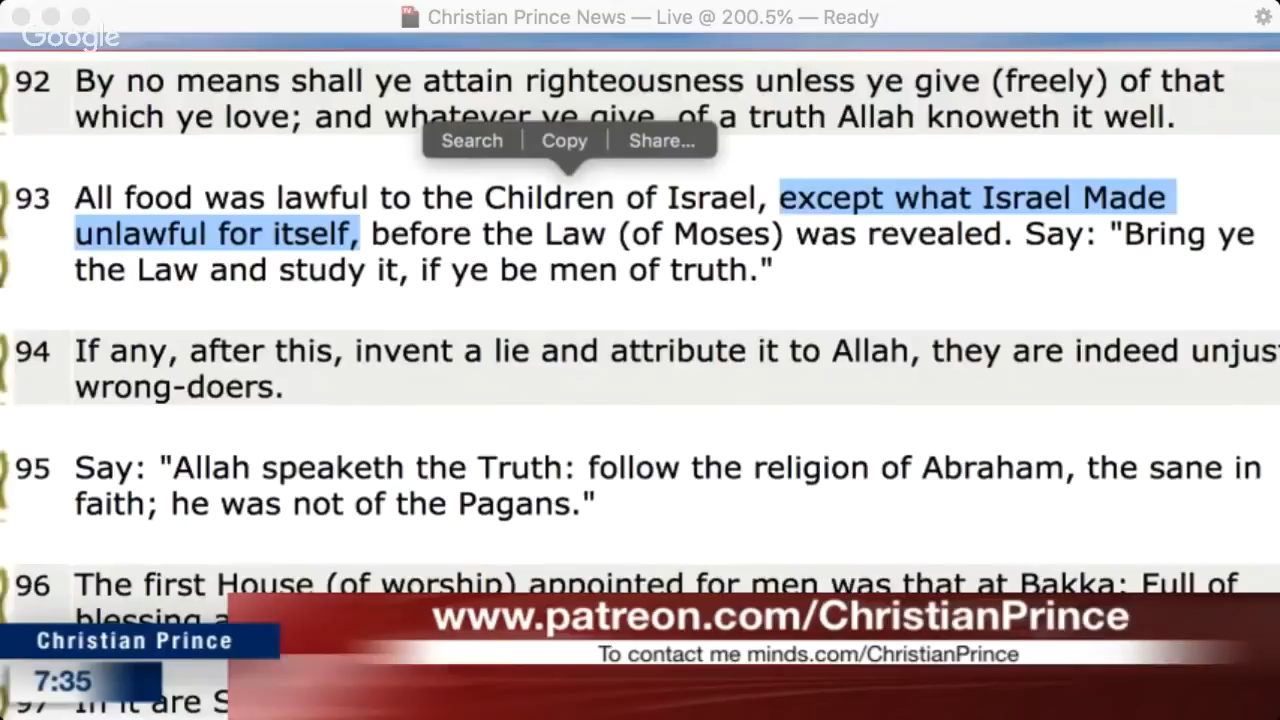 Christian Prince News — Live @ 200.5% — Ready
Google
92 By no means shall ye attain righteousness unless ye give (freely) of that
which ye love; and whatever ye give, of a truth Allah knoweth it well.
Search Copy Share...
93 All food was lawful to the Children of Israel, except what Israel Made
unlawful for itself, before the Law (of Moses) was revealed. Say: "Bring ye
the Law and study it, if ye be men of truth."
94 If any, after this, invent a lie and attribute it to Allah, they are indeed unjust
wrong-doers.
95 Say: "Allah speaketh the Truth: follow the religion of Abraham, the sane in
faith; he was not of the Pagans."
96 The first House (of worship) appointed for men was that at Bakka: Full of
blessing a
www.patreon.com/ChristianPrince
Christian Prince
To contact me minds.com/ChristianPrince
7:35
97 In it are S